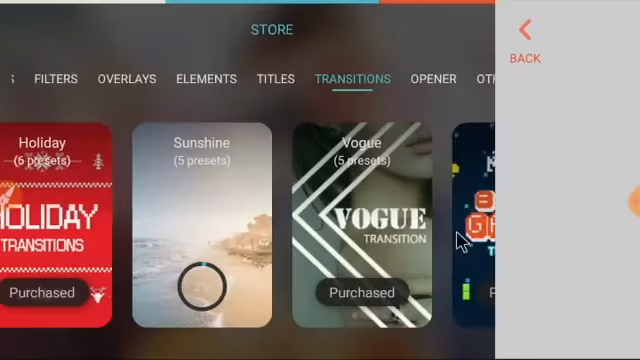 STORE
BACK
FILTERS
OVERLAYS
ELEMENTS
TITLES
TRANSITIONS
OPENER
Holiday
(6 presets)
HOLIDAY
TRANSITIONS
Purchased
Sunshine
(5 presets)
Vogue
(5 presets)
VOGUE
TRANSITION
Purchased